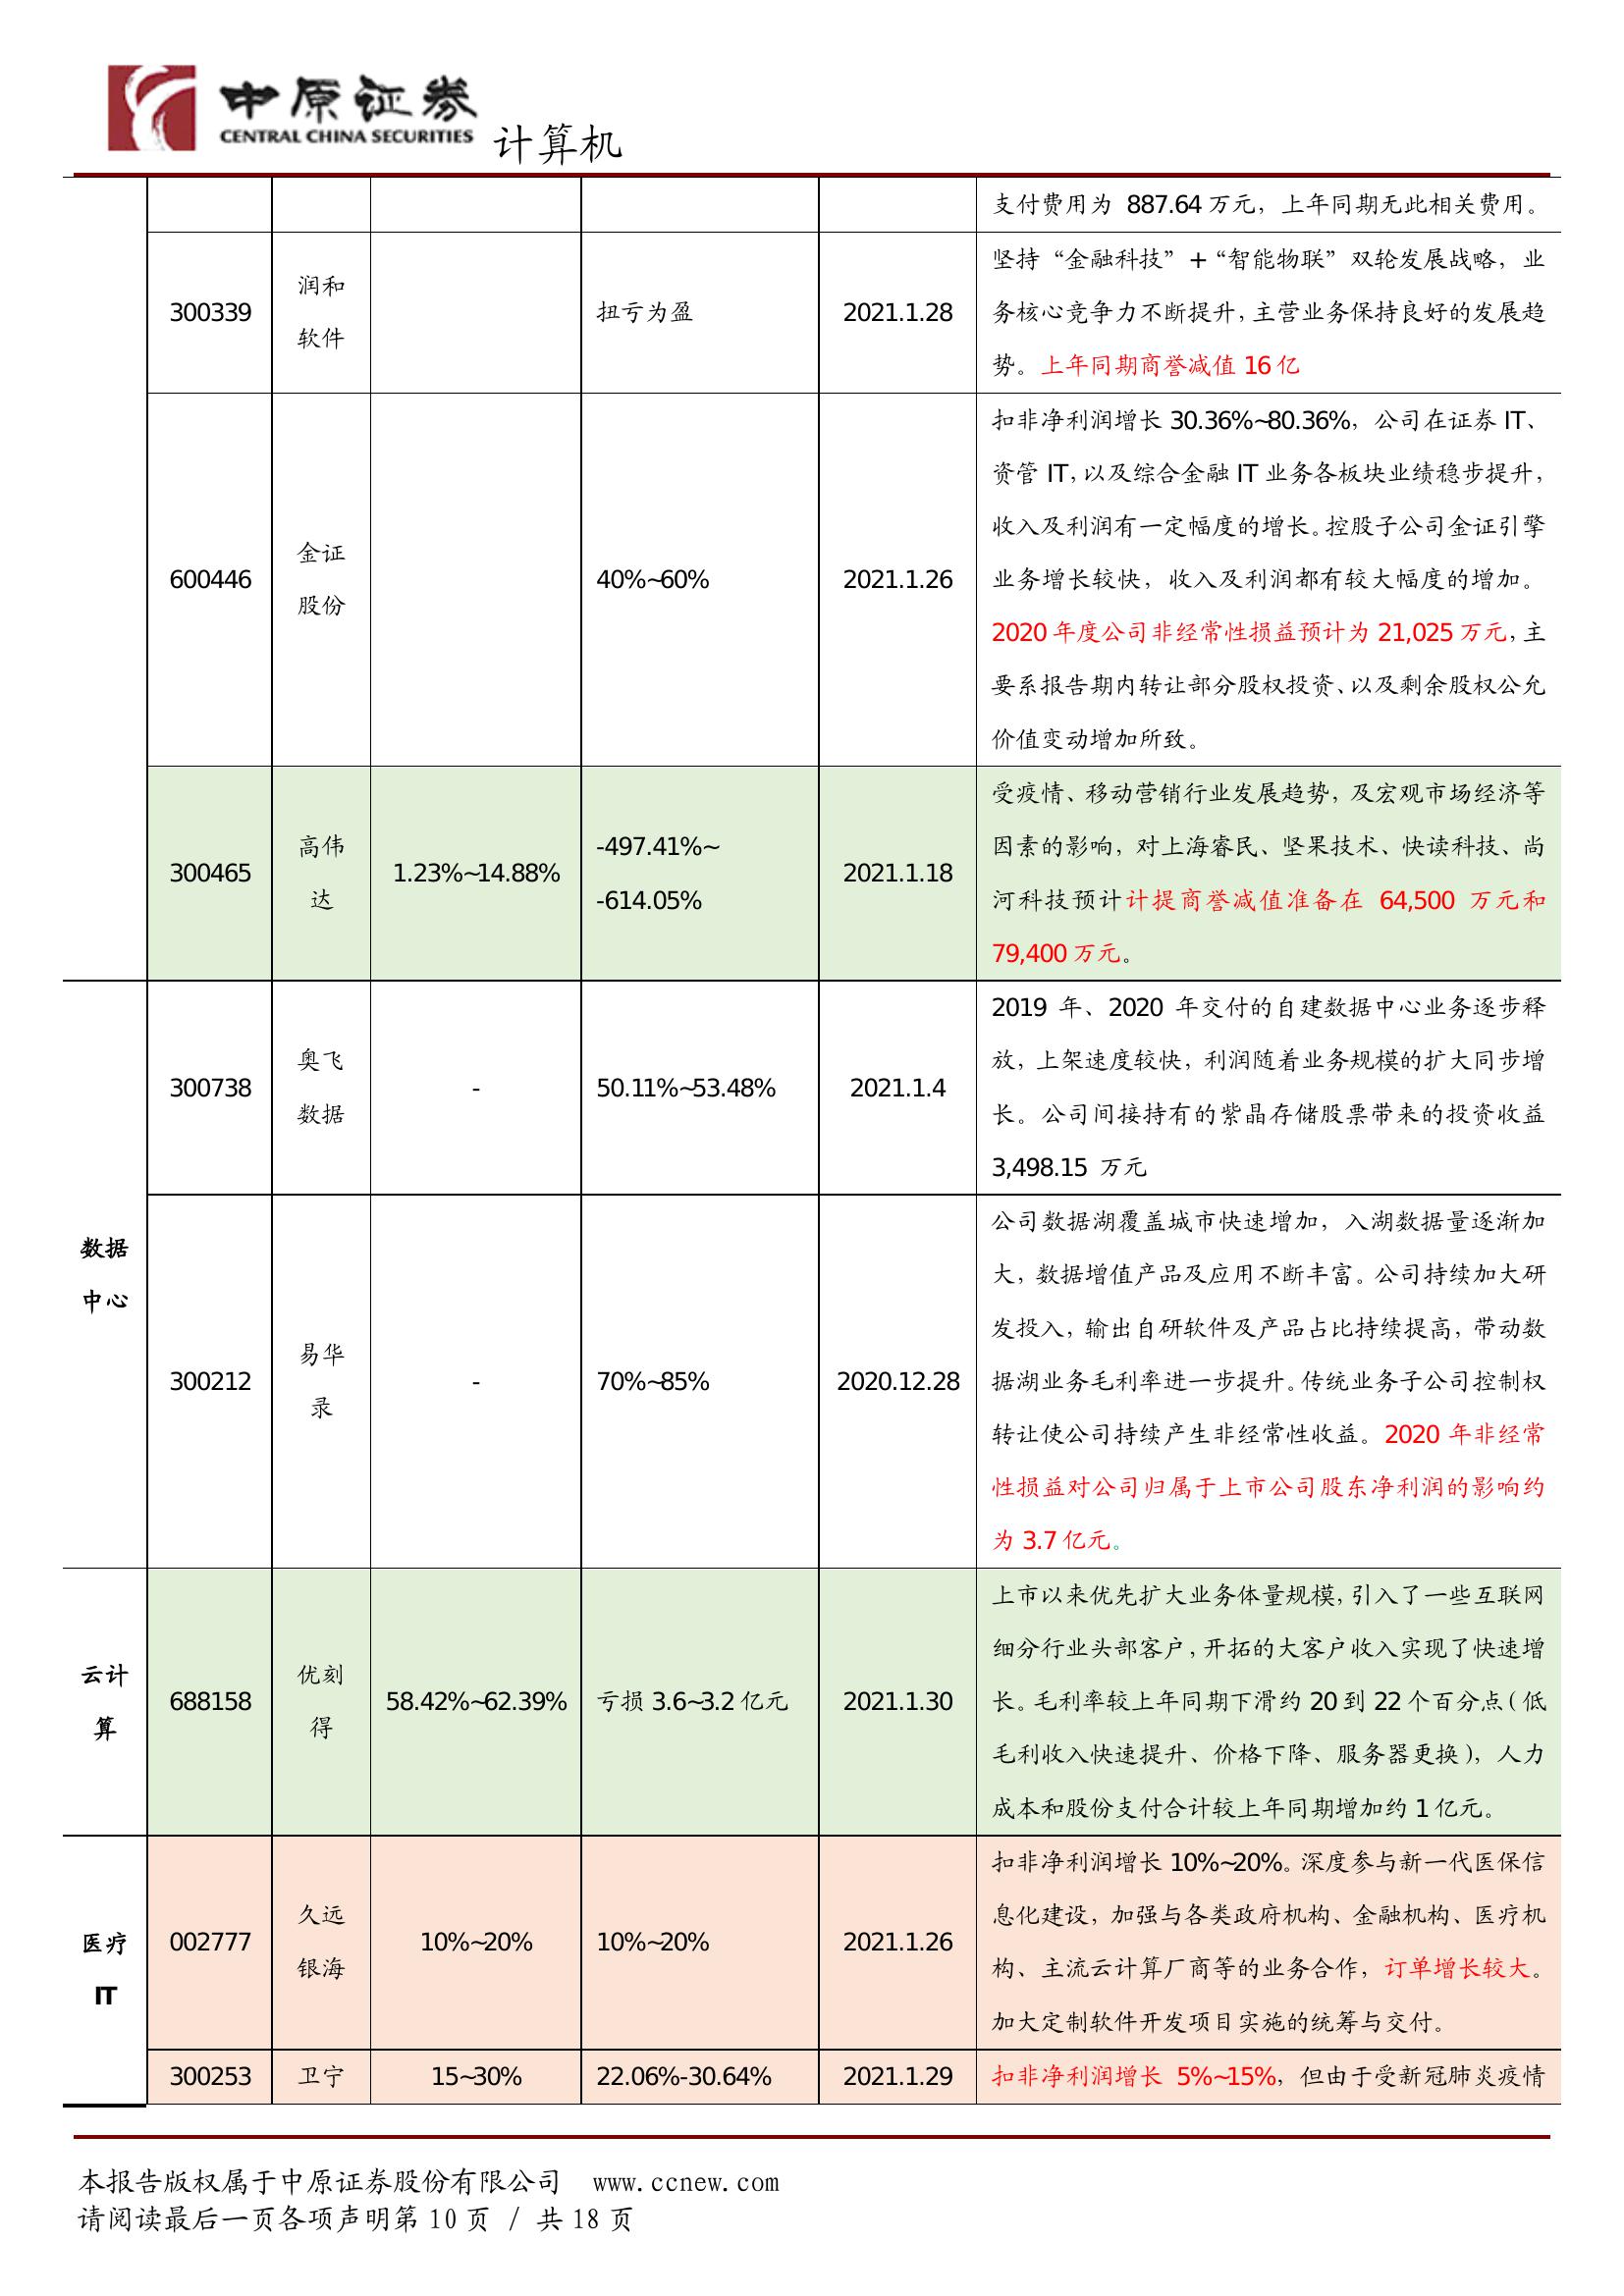 中原证券
CENTRAL CHINA SECURITIES
计算机
支付费用为 887.64 万元，上年同期无此相关费用。
300339
润和
软件
扭亏为盈
2021.1.28
坚持“金融科技”+“智能物联”双轮发展战略，业
务核心竞争力不断提升，主营业务保持良好的发展趋
势。上年同期商誉减值 16 亿
600446
金证
股份
40%~60%
2021.1.26
扣非净利润增长 30.36%~80.36%，公司在证券 IT、
资管 IT，以及综合金融 IT 业务各板块业绩稳步提升，
收入及利润有一定幅度的增长。控股子公司金证引擎
业务增长较快，收入及利润都有较大幅度的增加。
2020 年度公司非经常性损益预计为 21,025 万元，主
要系报告期内转让部分股权投资、以及剩余股权公允
价值变动增加所致。
300465
高伟
达
1.23%~14.88%
-497.41%~
-614.05%
2021.1.18
受疫情、移动营销行业发展趋势，及宏观市场经济等
因素的影响，对上海睿民、坚果技术、快读科技、尚
河科技预计计提商誉减值准备在 64,500 万元和
79,400 万元。
数据
中心
300738
奥飞
数据
-
50.11%~53.48%
2021.1.4
2019 年、2020 年交付的自建数据中心业务逐步释
放，上架速度较快，利润随着业务规模的扩大同步增
长。公司间接持有的紫晶存储股票带来的投资收益
3,498.15 万元
300212
易华
录
-
70%~85%
2020.12.28
公司数据湖覆盖城市快速增加，入湖数据量逐渐加
大，数据增值产品及应用不断丰富。公司持续加大研
发投入，输出自研软件及产品占比持续提高，带动数
据湖业务毛利率进一步提升。传统业务子公司控制权
转让使公司持续产生非经常性收益。2020 年非经常
性损益对公司归属于上市公司股东净利润的影响约
为 3.7 亿元。
云计
算
688158
优刻
得
58.42%~62.39%
亏损 3.6~3.2 亿元
2021.1.30
上市以来优先扩大业务体量规模，引入了一些互联网
细分行业头部客户，开拓的大客户收入实现了快速增
长。毛利率较上年同期下滑约 20 到 22 个百分点（低
毛利收入快速提升、价格下降、服务器更换），人力
成本和股份支付合计较上年同期增加约 1 亿元。
医疗
IT
002777
久远
银海
10%~20%
10%~20%
2021.1.26
扣非净利润增长 10%~20%。深度参与新一代医保信
息化建设，加强与各类政府机构、金融机构、医疗机
构、主流云计算厂商等的业务合作，订单增长较大。
加大定制软件开发项目实施的统筹与交付。
300253
卫宁
15~30%
22.06%-30.64%
2021.1.29
扣非净利润增长 5%~15%，但由于受新冠肺炎疫情
本报告版权属于中原证券股份有限公司 www.ccnew.com
请阅读最后一页各项声明第 10 页 / 共 18 页